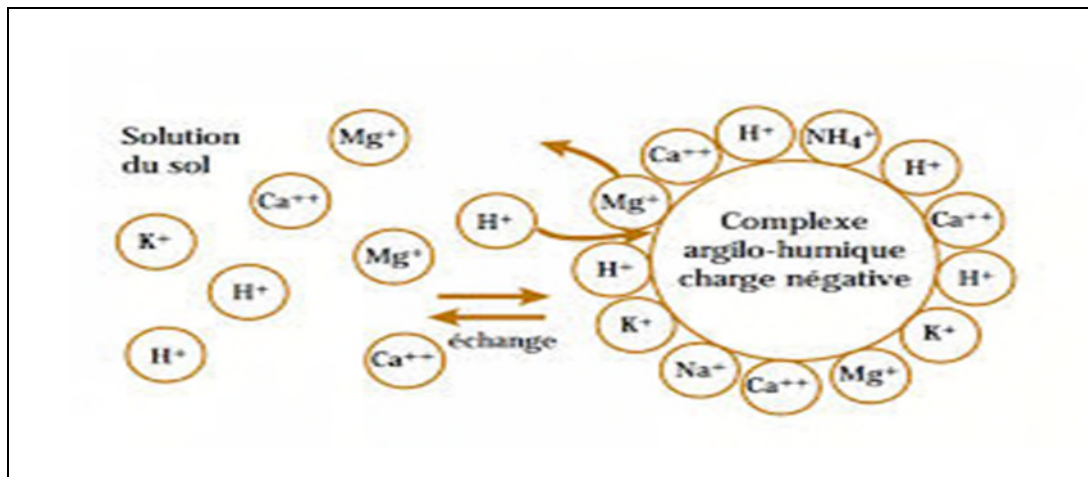 Solution
du sol
Mg⁺
Ca⁺⁺
K⁺
Mg⁺
H⁺
H⁺
H⁺
Ca⁺⁺
échange
Complexe
argilo-humique
charge négative
Ca⁺⁺
H⁺
NH₄⁺
H⁺
Ca⁺⁺
H⁺
K⁺
Mg⁺
Ca⁺⁺
Na⁺
K⁺
H⁺
Mg⁺